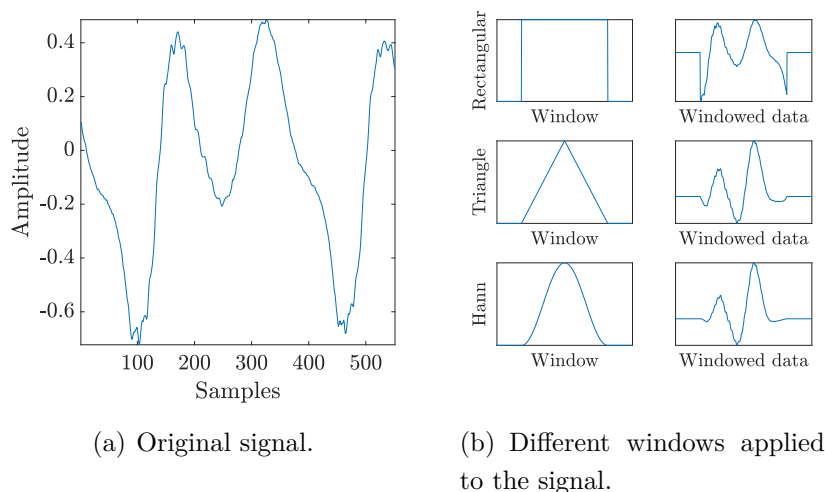 0.4
0.2
0
-0.2
-0.4
-0.6
Amplitude
100 200 300 400 500
Samples
(a) Original signal.
Rectangular
Window
Windowed data
Triangle
Window
Windowed data
Hann
Window
Windowed data
(b) Different windows applied
to the signal.